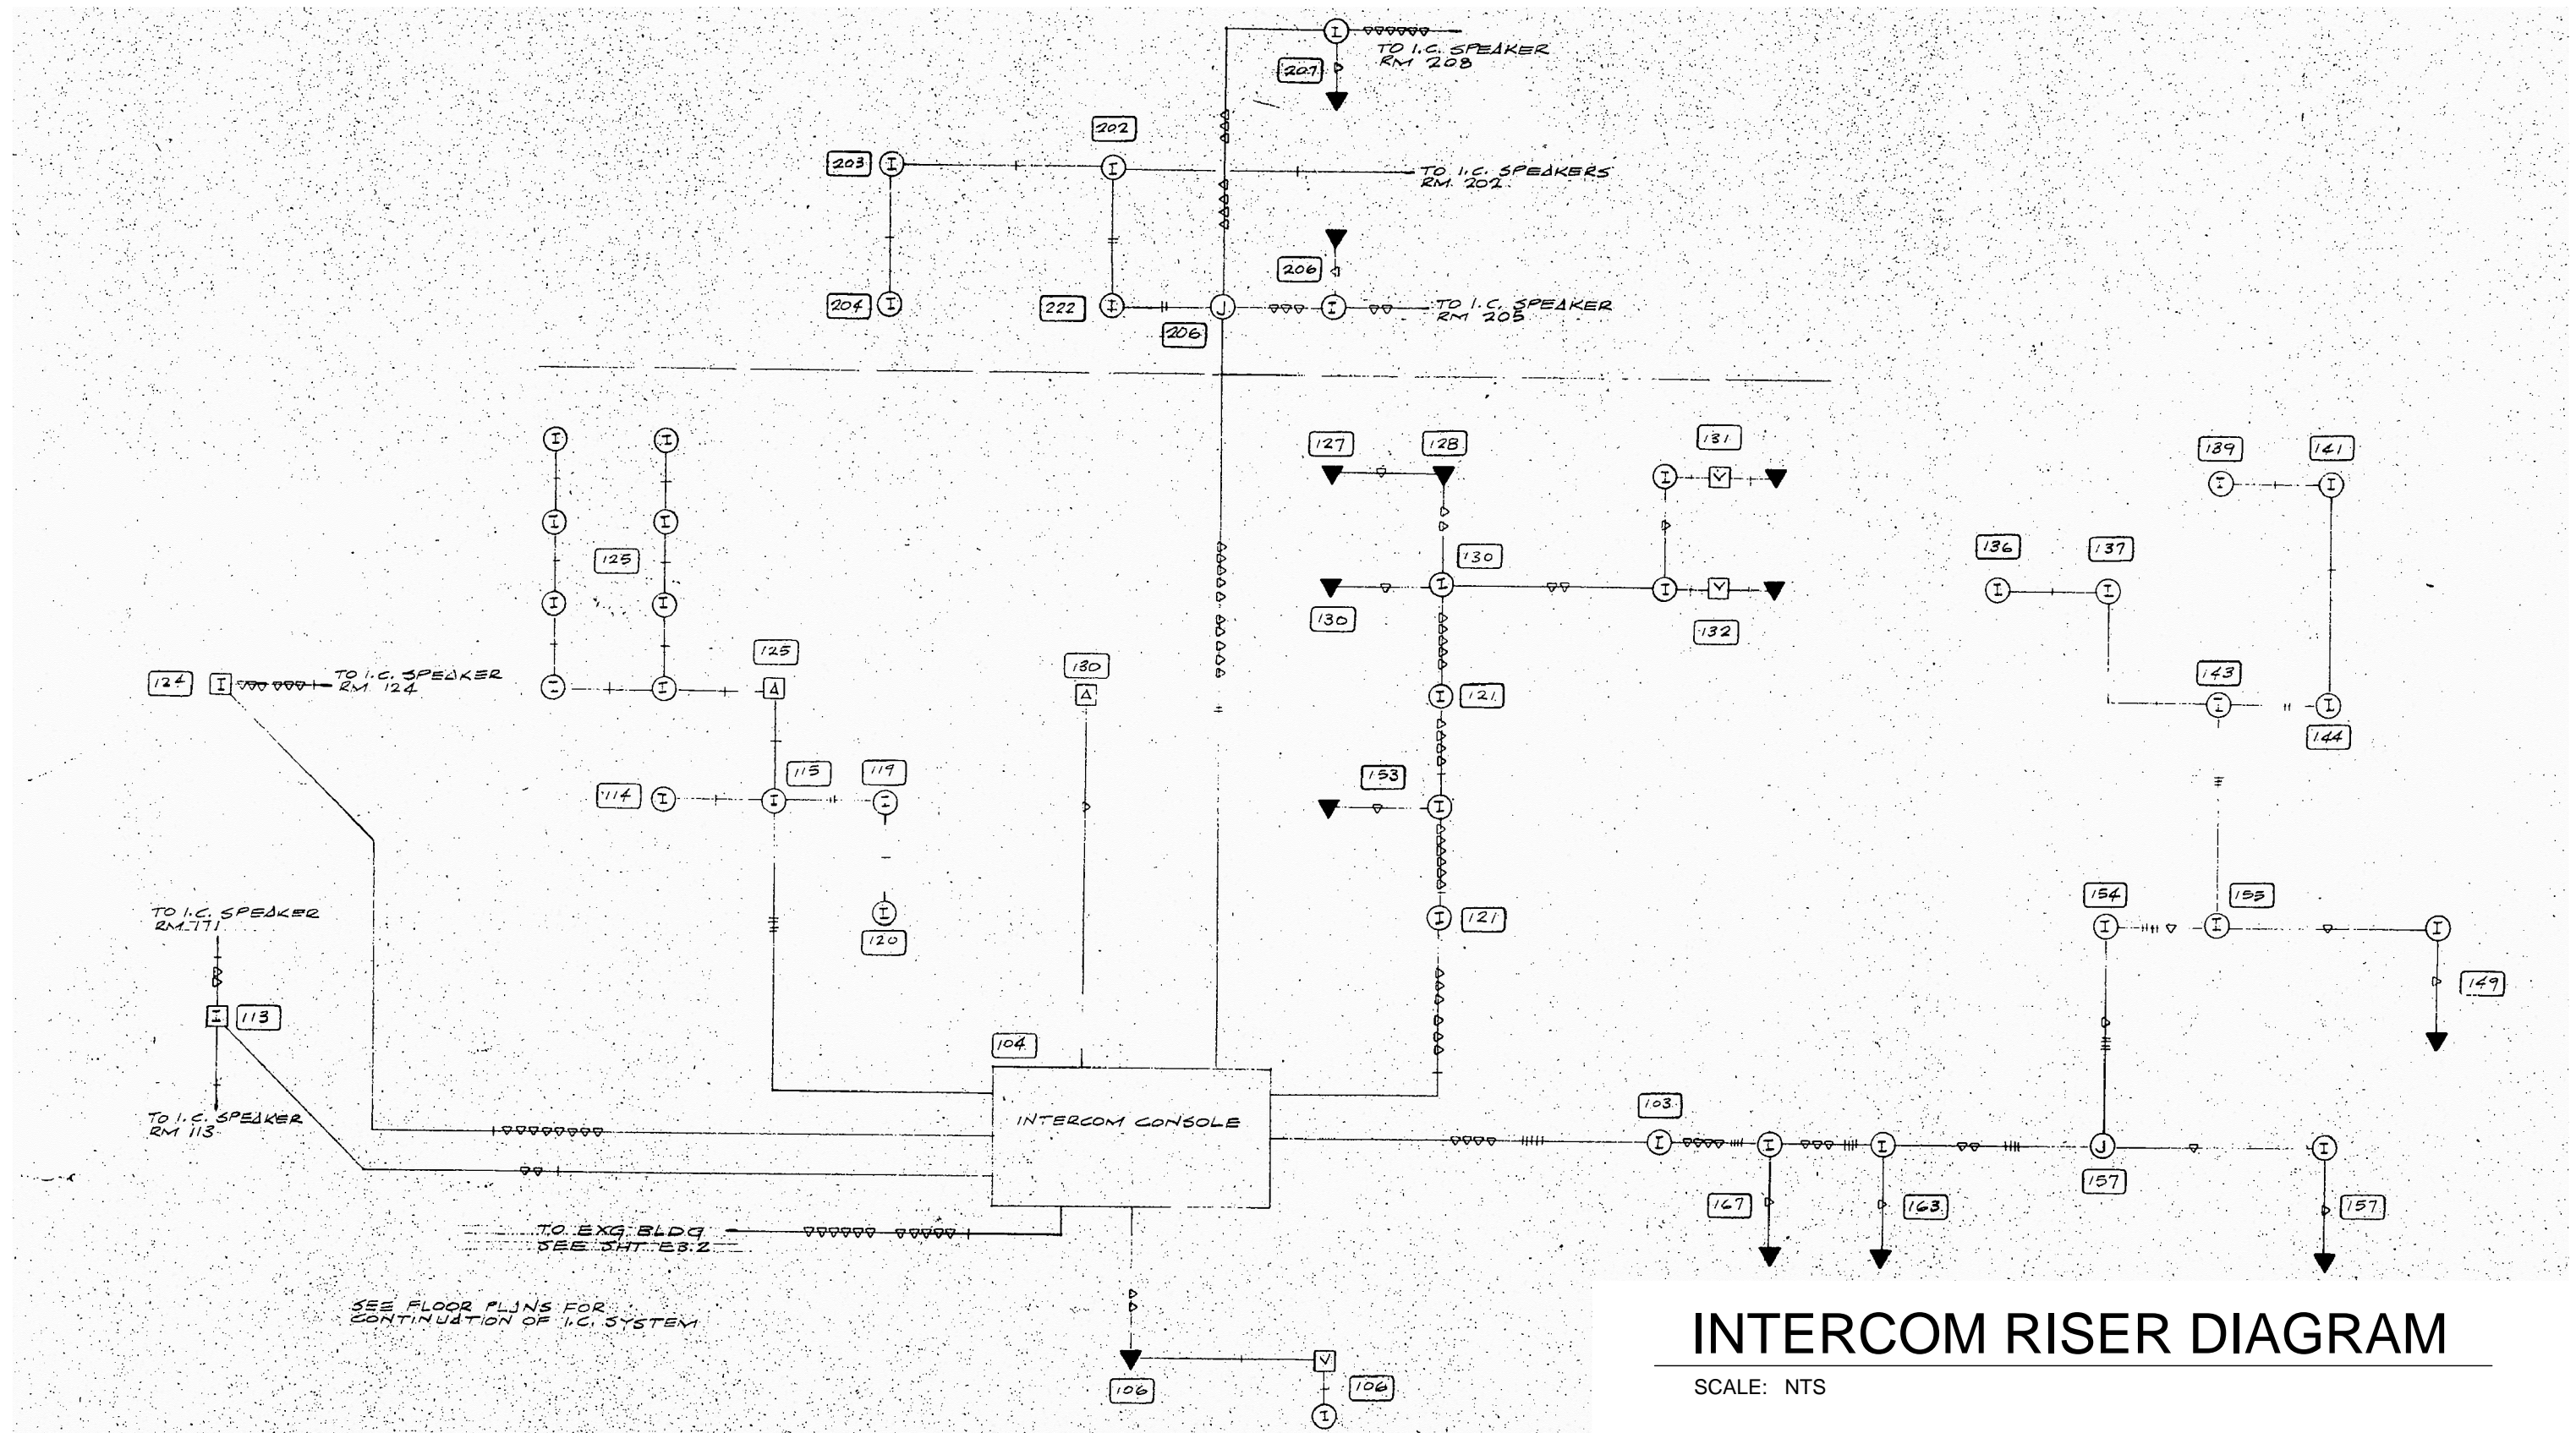 TO I.C. SPEAKER
RM 208
207
202
203
TO I.C. SPEAKERS
RM. 202
206
204
222
TO I.C. SPEAKER
RM 205
206
127
128
131
139
141
125
130
136
137
130
132
125
130
124
TO I.C. SPEAKER
RM 124
121
143
144
115
119
114
153
TO I.C. SPEAKER
RM 171
120
121
154
155
113
149
104
TO I.C. SPEAKER
RM 113
INTERCOM CONSOLE
103
157
167
163
157
TO EXG BLDG
SEE SHT E3.2
SEE FLOOR PLANS FOR
CONTINUATION OF I.C. SYSTEM
106
106
INTERCOM RISER DIAGRAM
SCALE: NTS